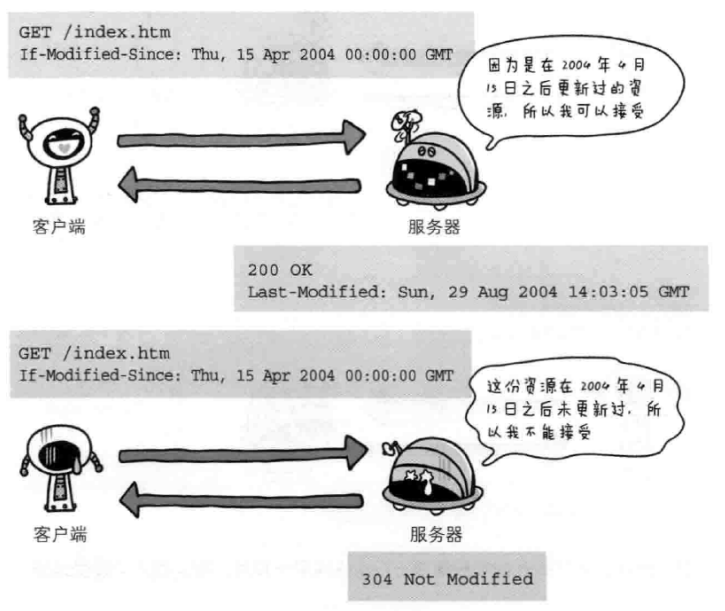 GET /index.htm
If-Modified-Since: Thu, 15 Apr 2004 00:00:00 GMT
因为是在 2004 年 4 月
15 日之后更新过的资
源，所以我可以接受
客户端
服务器
200 OK
Last-Modified: Sun, 29 Aug 2004 14:03:05 GMT
GET /index.htm
If-Modified-Since: Thu, 15 Apr 2004 00:00:00 GMT
这份资源在 2004 年 4 月
15 日之后未更新过，所
以我不能接受
客户端
服务器
304 Not Modified